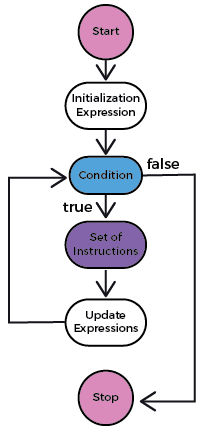 Start
Initialization
Expression
Condition
false
true
Set of
Instructions
Update
Expressions
Stop